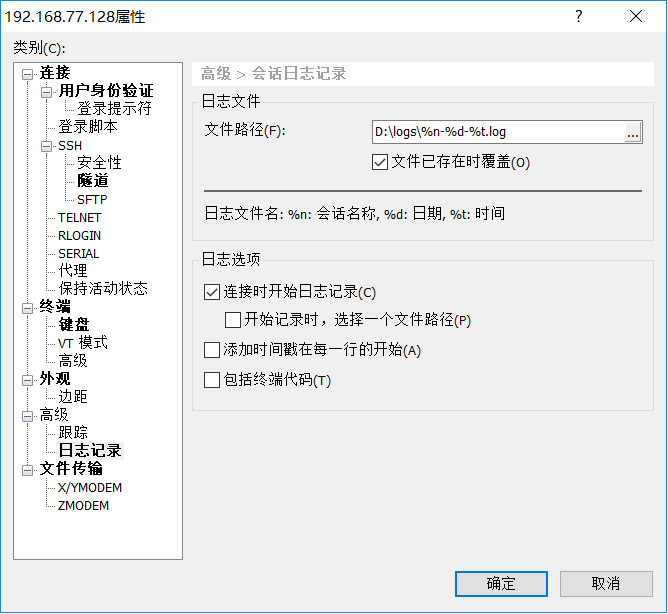 192.168.77.128属性
类别(C):
连接
用户身份验证
登录提示符
登录脚本
SSH
安全性
隧道
SFTP
TELNET
RLOGIN
SERIAL
代理
保持活动状态
终端
键盘
VT 模式
高级
外观
边距
高级
跟踪
日志记录
文件传输
X/YMODEM
ZMODEM
高级 > 会话日志记录
日志文件
文件路径(F):
D:\logs\%n-%d-%t.log
...
文件已存在时覆盖(O)
日志文件名: %n: 会话名称, %d: 日期, %t: 时间
日志选项
连接时开始日志记录(C)
开始记录时，选择一个文件路径(P)
添加时间戳在每一行的开始(A)
包括终端代码(T)
确定
取消